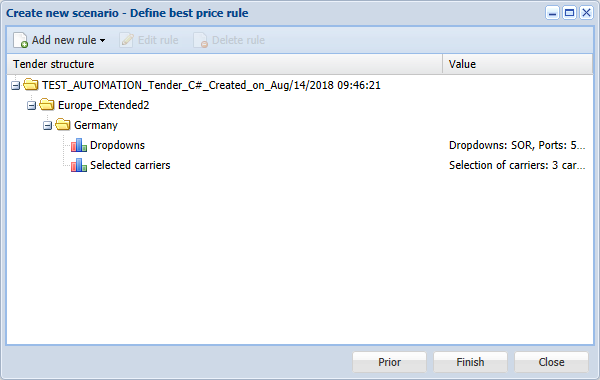 Create new scenario - Define best price rule
Add new rule Edit rule Delete rule
Tender structure Value
TEST_AUTOMATION_Tender_C#_Created_on_Aug/14/2018 09:46:21
Europe_Extended2
Germany
Dropdowns Dropdowns: SOR, Ports: 5...
Selected carriers Selection of carriers: 3 car...
Prior Finish Close